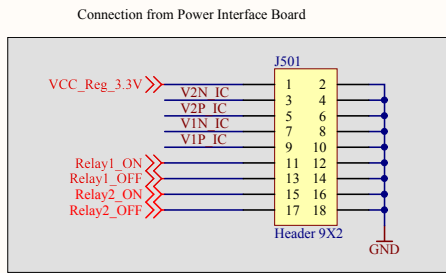 Connection from Power Interface Board
J501
VCC_Reg_3.3V 1 2
V2N_IC 3 4
V2P_IC 5 6
V1N_IC 7 8
V1P_IC 9 10
Relay1_ON 11 12
Relay1_OFF 13 14
Relay2_ON 15 16
Relay2_OFF 17 18
Header 9X2
GND